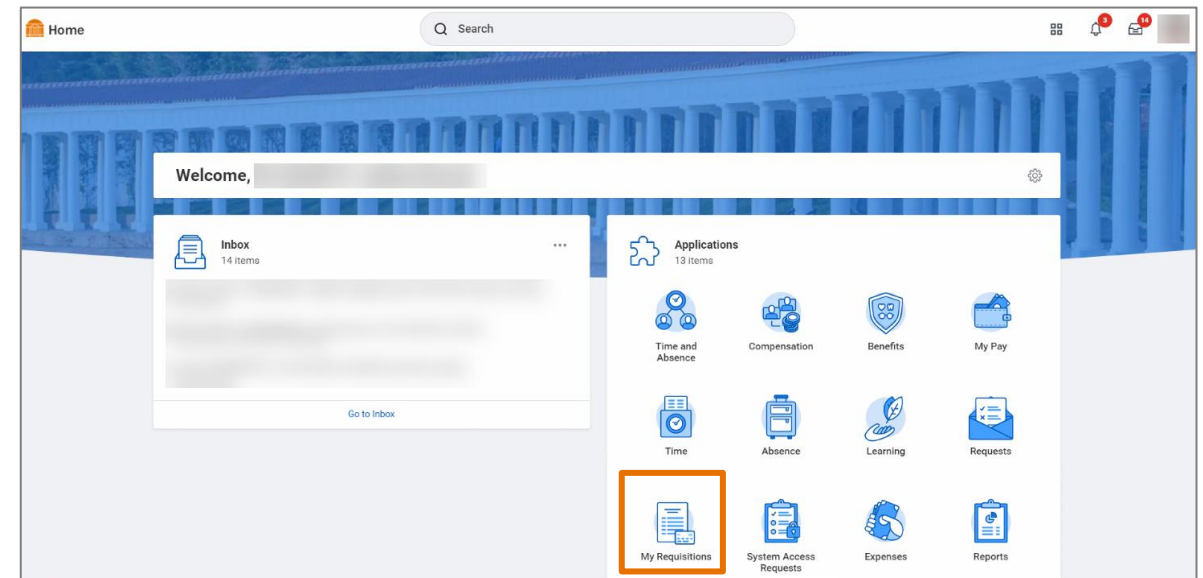 Home
Search
3
14
Welcome,
Inbox
14 items
Go to Inbox
Applications
13 items
Time and
Absence
Compensation
Benefits
My Pay
Time
Absence
Learning
Requests
My Requisitions
System Access
Requests
Expenses
Reports